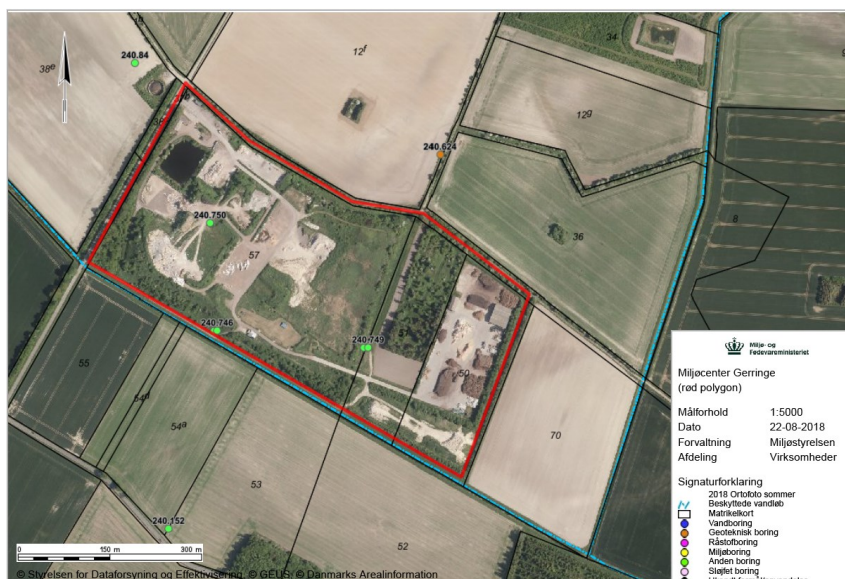 34
12f
240.84
38e
12g
240.624
36
8
240.750
57
240.746
240.749
51
50
55
54d
54a
70
53
240.152
52
0 150 m 300 m
© Styrelsen for Dataforsyning og Effektivisering, © GEUS, © Danmarks Arealinformation
Miljø- og
Fødevareministeriet
Miljøcenter Gerringe
(rød polygon)
Målforhold 1:5000
Dato 22-08-2018
Forvaltning Miljøstyrelsen
Afdeling Virksomheder
Signaturforklaring
2018 Ortofoto sommer
Beskyttede vandløb
Matrikelkort
Vandboring
Geoteknisk boring
Råstofboring
Miljøboring
Anden boring
Sløjfet boring